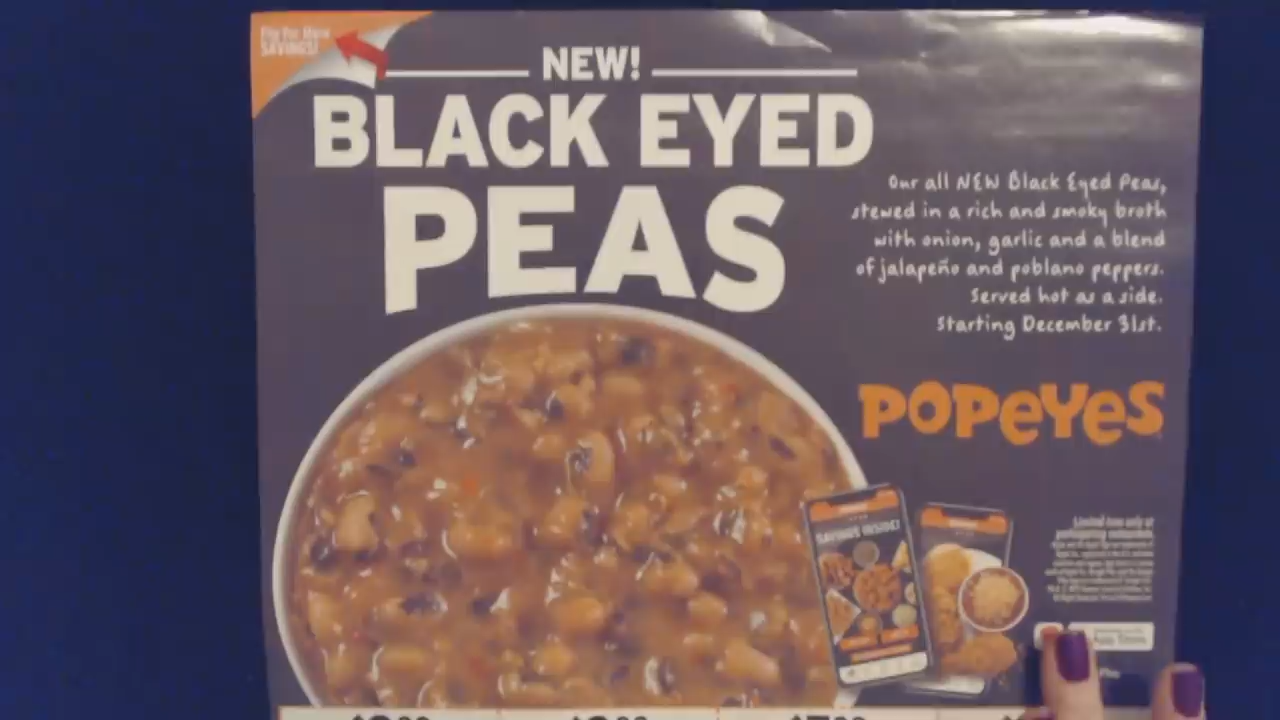 Flip For More
SAVINGS!
NEW!
BLACK EYED
PEAS
Our all NEW Black Eyed Peas,
stewed in a rich and smoky broth
with onion, garlic and a blend
of jalapeño and poblano peppers.
Served hot as a side.
Starting December 31st.
POPEYES
SAVINGS INSIDE!
Limited time only at
participating restaurants.
App Store